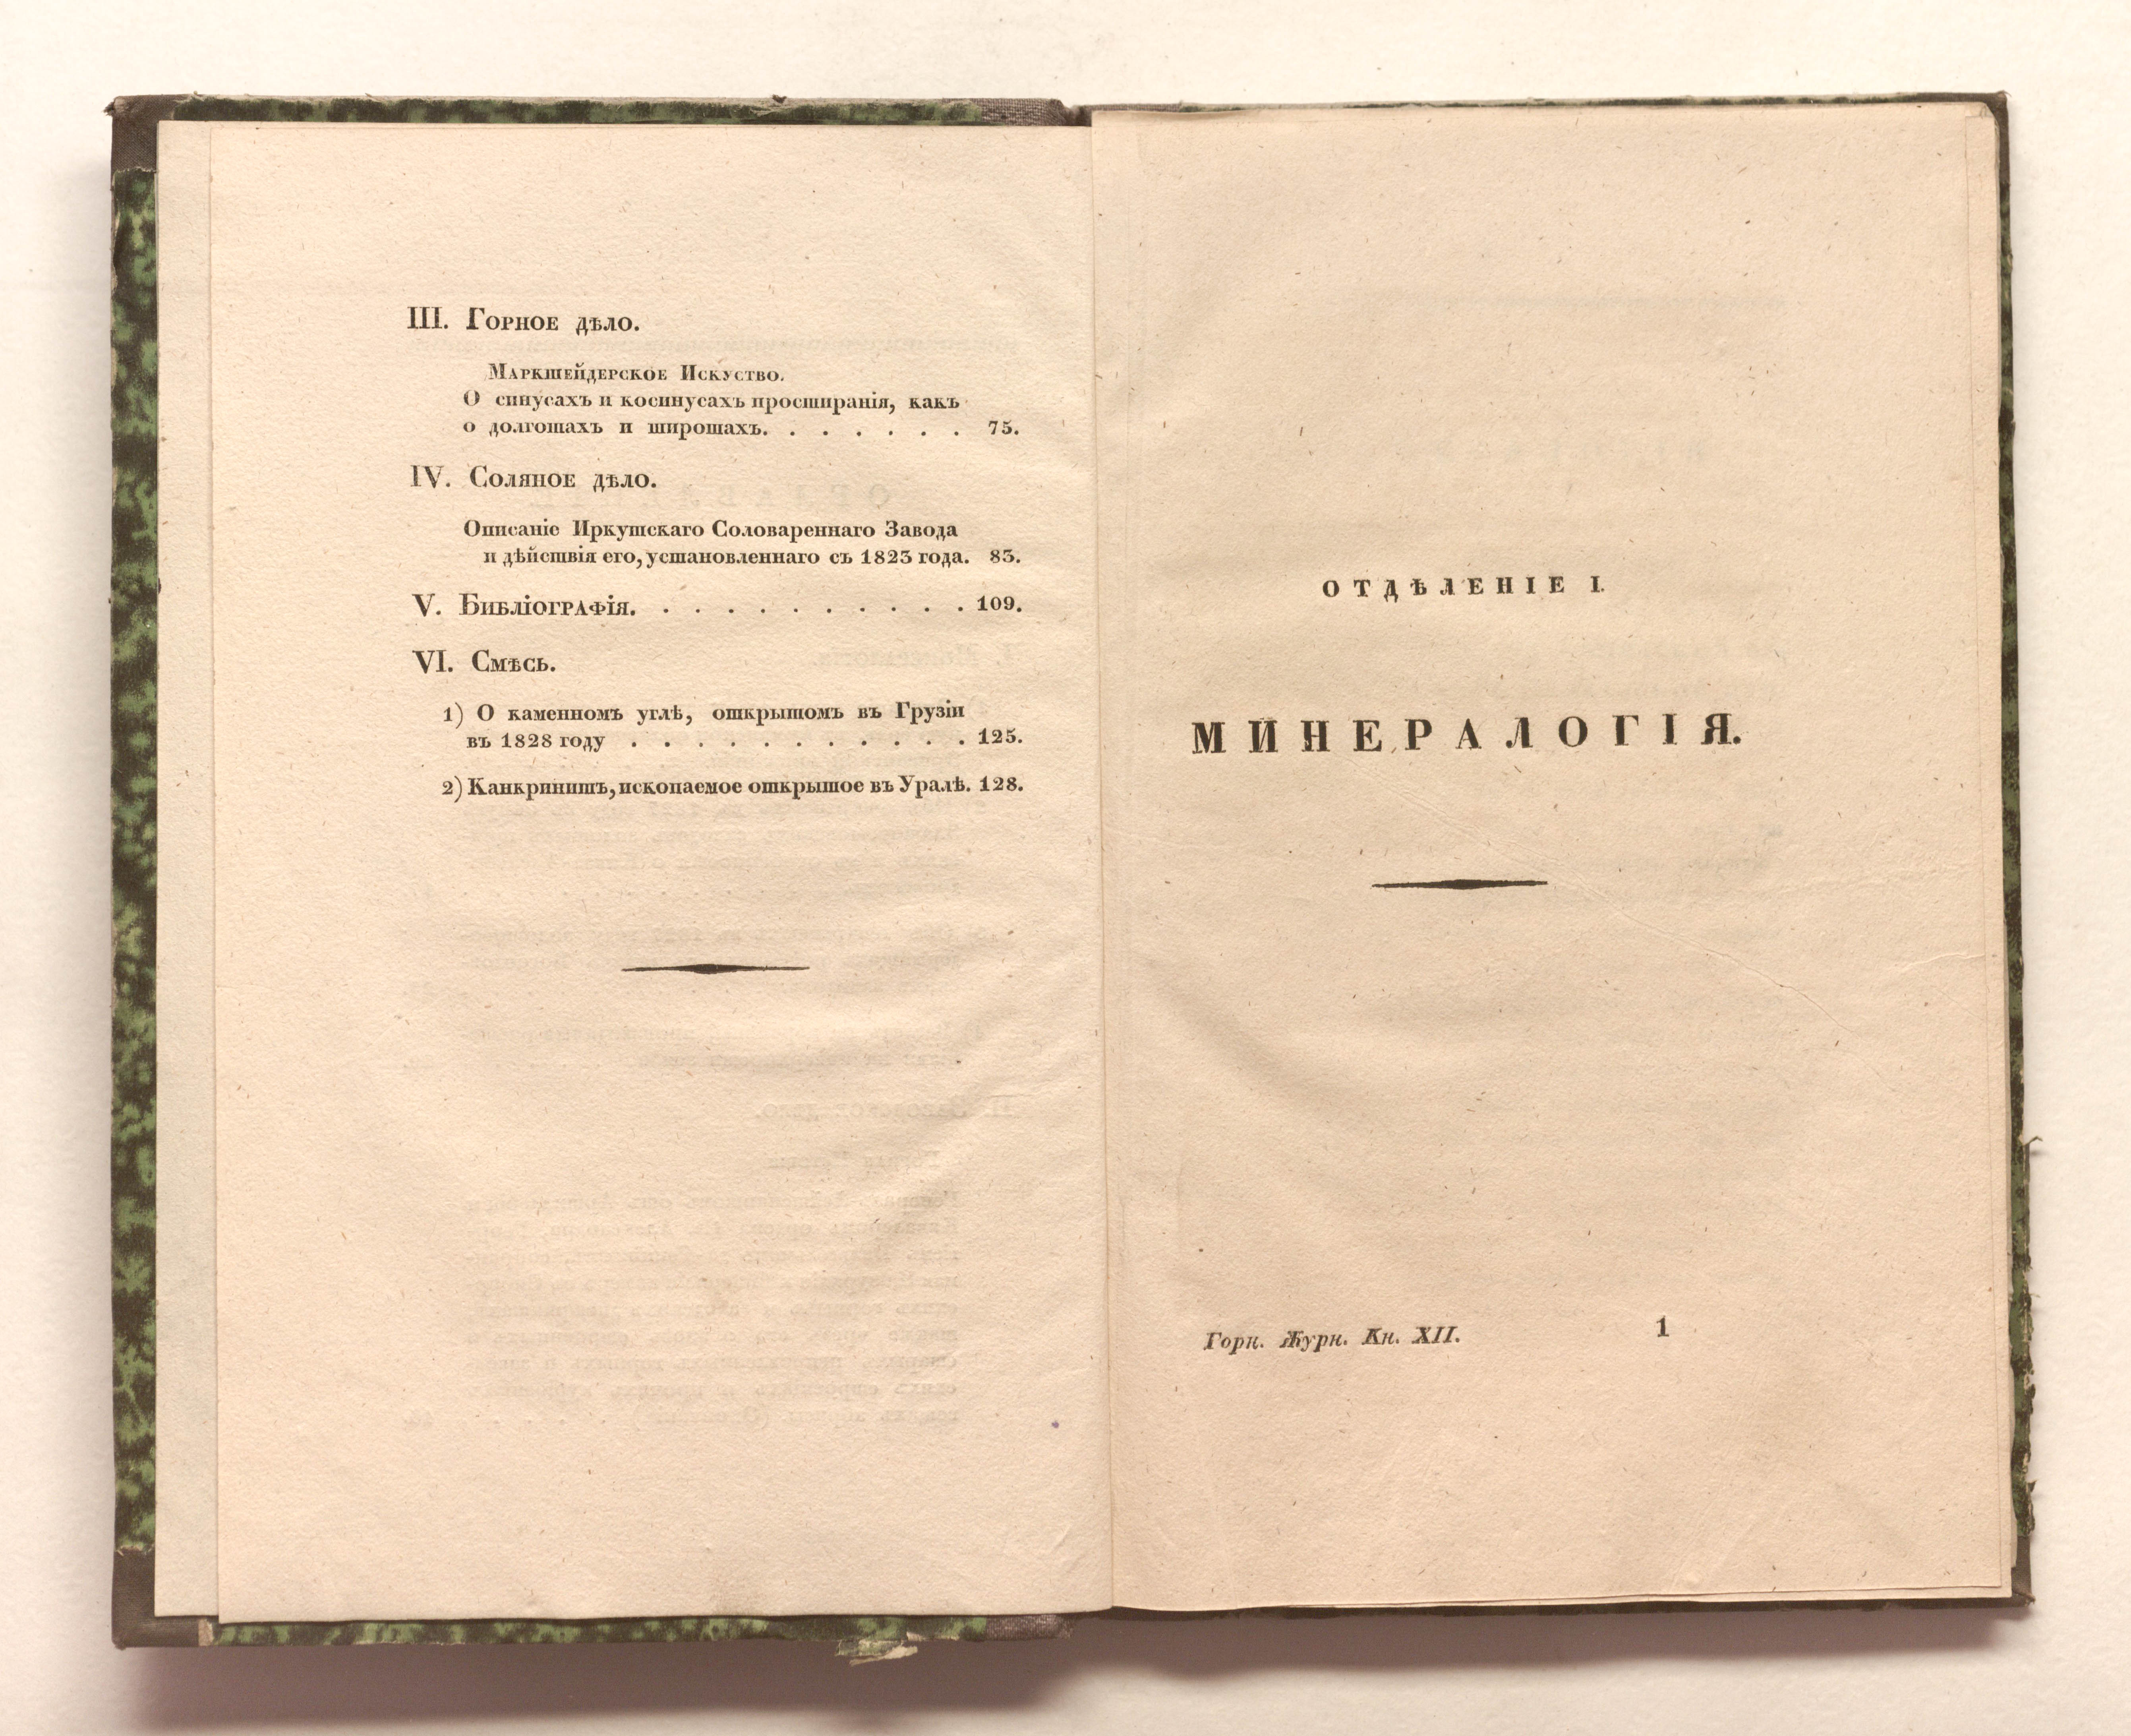 III. Горное дѣло.
Маркшейдерское Искуство.
О синусахъ и косинусахъ простиранія, какъ
о долготахъ и широтахъ. . . . . . . 75.
IV. Соляное дѣло.
Описаніе Иркутскаго Соловареннаго Завода
и дѣйствія его, установленнаго съ 1823 года. 83.
V. Библіографія. . . . . . . . . . . 109.
VI. Смѣсь.
1) О каменномъ углѣ, открытомъ въ Грузіи
въ 1828 году . . . . . . . . . . . 125.
2) Канкринитъ, ископаемое открытое въ Уралѣ. 128.
ОТДѢЛЕНІЕ I.
МИНЕРАЛОГІЯ.
Горн. Журн. Кн. XII. 1